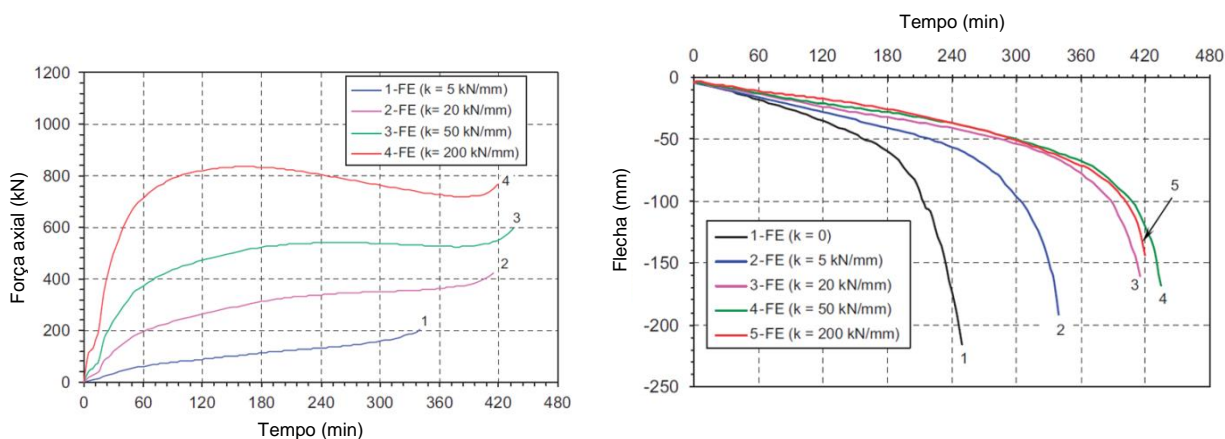 1200
1000
800
600
400
200
0
Força axial (kN)
1-FE (k = 5 kN/mm)
2-FE (k = 20 kN/mm)
3-FE (k= 50 kN/mm)
4-FE (k= 200 kN/mm)
4
3
2
1
0 60 120 180 240 300 360 420 480
Tempo (min)
Tempo (min)
0 60 120 180 240 300 360 420 480
0
-50
-100
-150
-200
-250
Flecha (mm)
1-FE (k = 0)
2-FE (k = 5 kN/mm)
3-FE (k = 20 kN/mm)
4-FE (k = 50 kN/mm)
5-FE (k = 200 kN/mm)
5
3
4
2
1